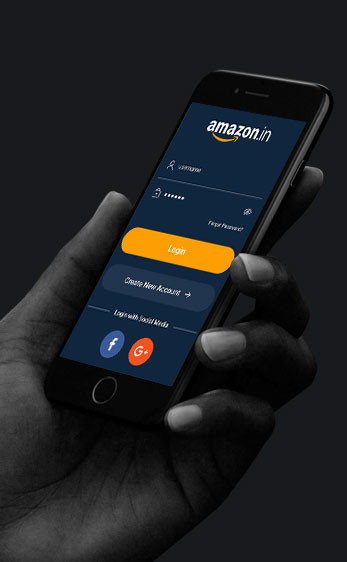 amazon.in
username
Forgot Password?
Login
Create New Account
Login with Social Media
f
G+